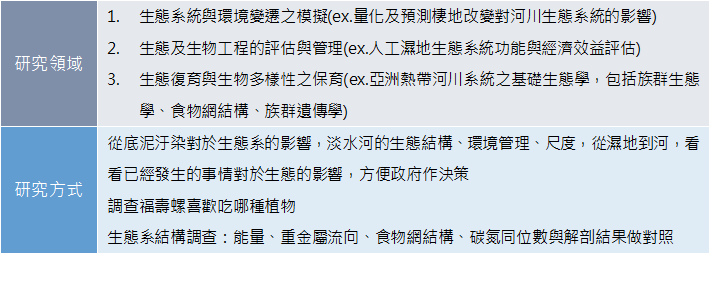 研究領域
1. 生態系統與環境變遷之模擬(ex.量化及預測棲地改變對河川生態系統的影響)
2. 生態及生物工程的評估與管理(ex.人工濕地生態系統功能與經濟效益評估)
3. 生態復育與生物多樣性之保育(ex.亞洲熱帶河川系統之基礎生態學，包括族群生態
學、食物網結構、族群遺傳學)
研究方式
從底泥汙染對於生態系的影響，淡水河的生態結構、環境管理、尺度，從濕地到河，看
看已經發生的事情對於生態的影響，方便政府作決策
調查福壽螺喜歡吃哪種植物
生態系結構調查：能量、重金屬流向、食物網結構、碳氮同位數與解剖結果做對照